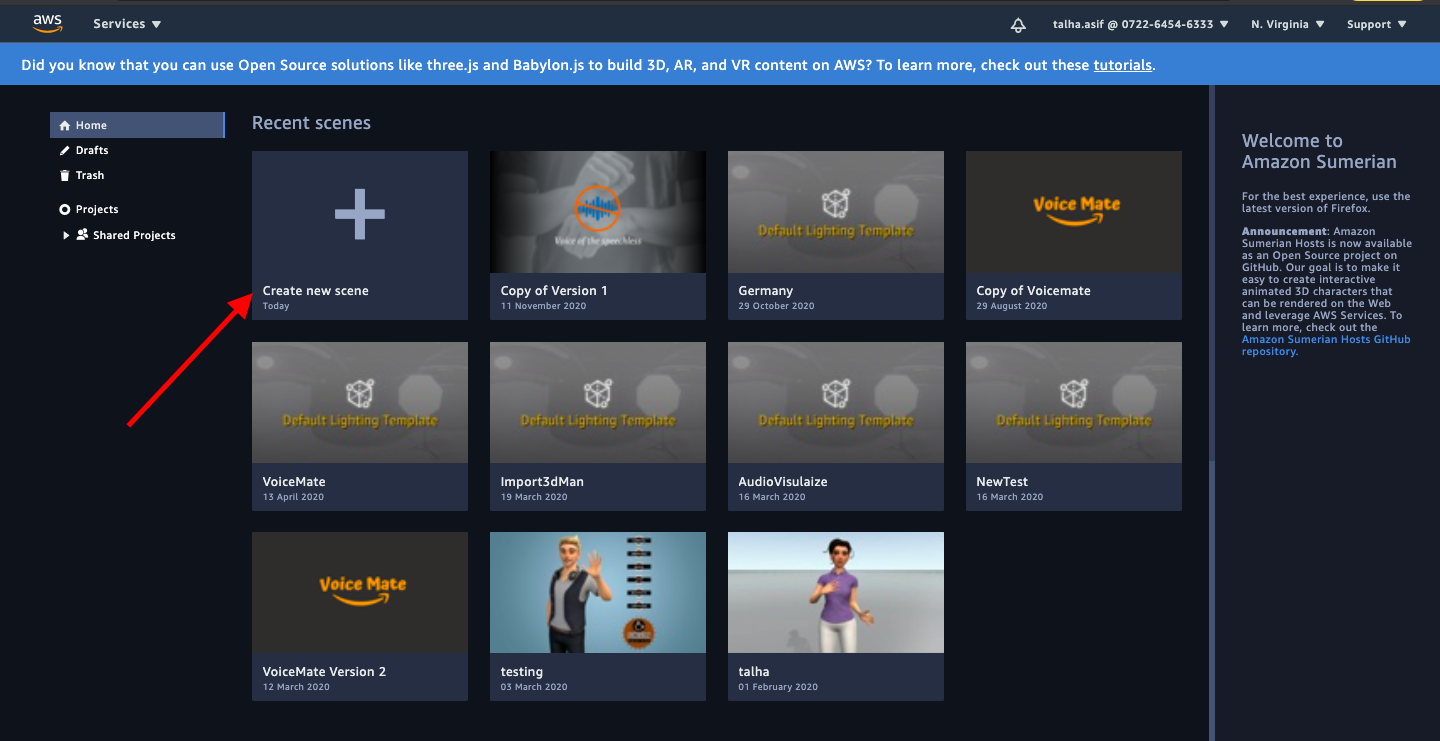 aws
Services
talha.asif @ 0722-6454-6333
N. Virginia
Support
Did you know that you can use Open Source solutions like three.js and Babylon.js to build 3D, AR, and VR content on AWS? To learn more, check out these tutorials.
Home
Drafts
Trash
Projects
Shared Projects
Recent scenes
Create new scene
Today
Voice of the speechless
Copy of Version 1
11 November 2020
Default Lighting Template
Germany
29 October 2020
Voice Mate
Copy of Voicemate
29 August 2020
Default Lighting Template
VoiceMate
13 April 2020
Default Lighting Template
Import3dMan
19 March 2020
Default Lighting Template
AudioVisulaize
16 March 2020
Default Lighting Template
NewTest
16 March 2020
Voice Mate
VoiceMate Version 2
12 March 2020
testing
03 March 2020
talha
01 February 2020
Welcome to
Amazon Sumerian
For the best experience, use the
latest version of Firefox.
Announcement: Amazon
Sumerian Hosts is now available
as an Open Source project on
GitHub. Our goal is to make it
easy to create interactive
animated 3D characters that
can be rendered on the Web
and leverage AWS Services. To
learn more, check out the
Amazon Sumerian Hosts GitHub
repository.